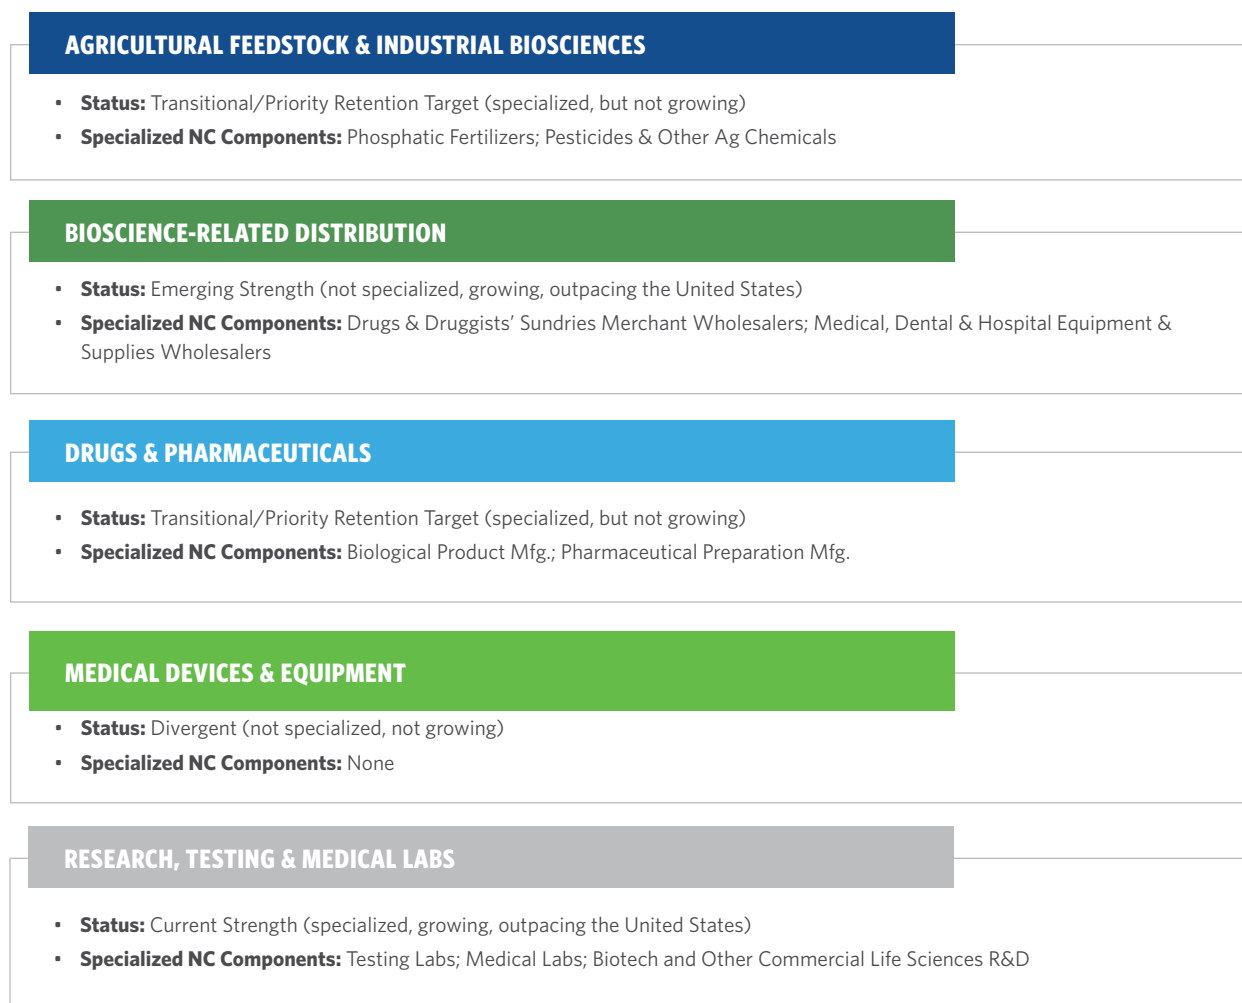 AGRICULTURAL FEEDSTOCK & INDUSTRIAL BIOSCIENCES
• Status: Transitional/Priority Retention Target (specialized, but not growing)
• Specialized NC Components: Phosphatic Fertilizers; Pesticides & Other Ag Chemicals
BIOSCIENCE-RELATED DISTRIBUTION
• Status: Emerging Strength (not specialized, growing, outpacing the United States)
• Specialized NC Components: Drugs & Druggists’ Sundries Merchant Wholesalers; Medical, Dental & Hospital Equipment &
Supplies Wholesalers
DRUGS & PHARMACEUTICALS
• Status: Transitional/Priority Retention Target (specialized, but not growing)
• Specialized NC Components: Biological Product Mfg.; Pharmaceutical Preparation Mfg.
MEDICAL DEVICES & EQUIPMENT
• Status: Divergent (not specialized, not growing)
• Specialized NC Components: None
RESEARCH, TESTING & MEDICAL LABS
• Status: Current Strength (specialized, growing, outpacing the United States)
• Specialized NC Components: Testing Labs; Medical Labs; Biotech and Other Commercial Life Sciences R&D